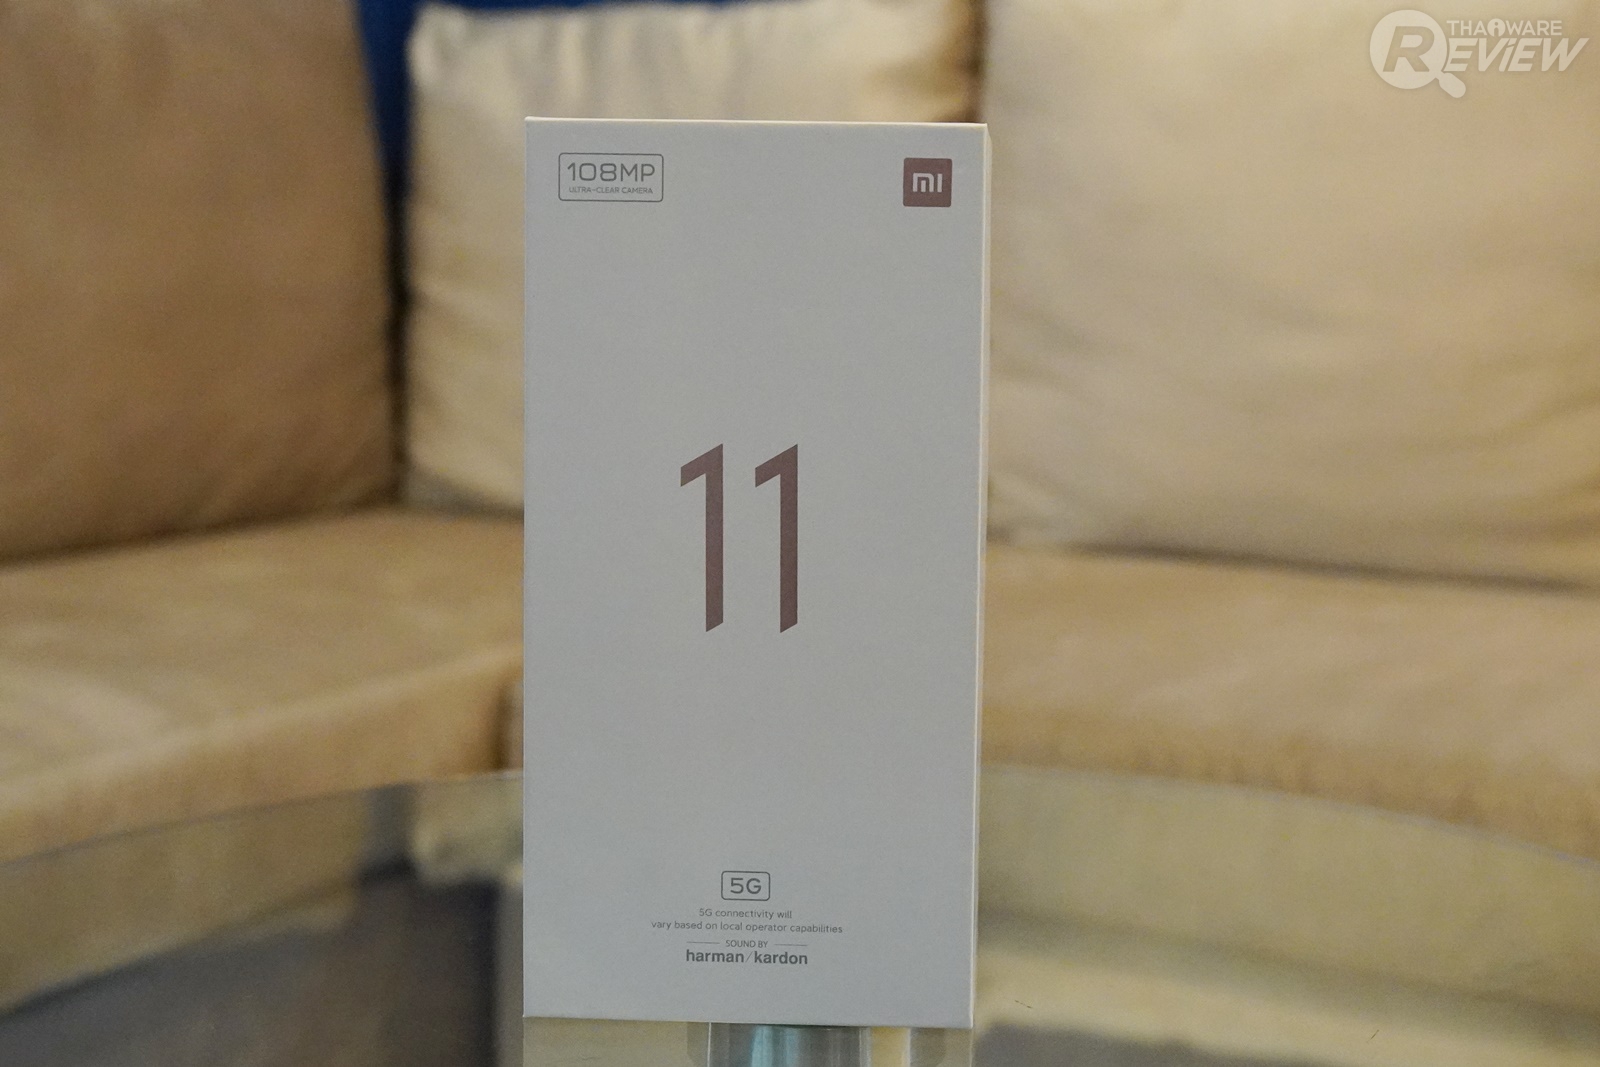 THAIWARE
REVIEW
108MP
ULTRA-CLEAR CAMERA
mi
11
5G
5G connectivity will
vary based on local operator capabilities
SOUND BY
harman/kardon